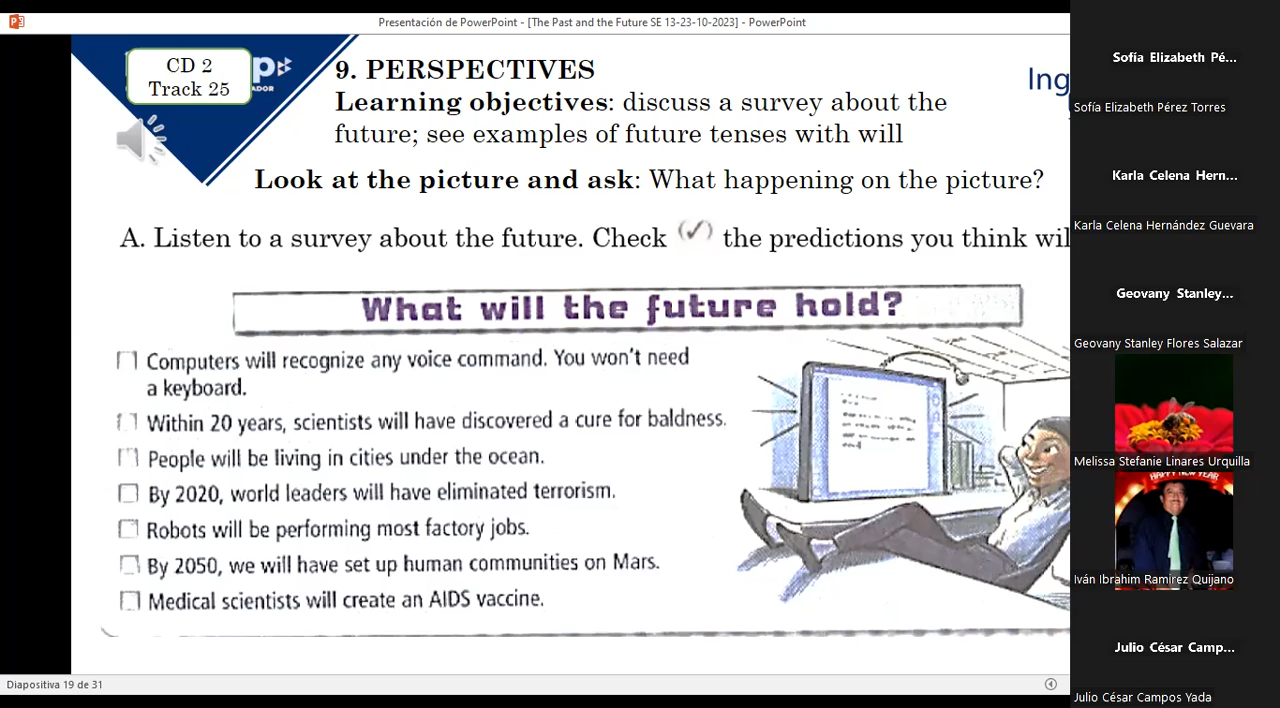 Presentación de PowerPoint - [The Past and the Future SE 13-23-10-2023] - PowerPoint
CD 2
Track 25
9. PERSPECTIVES
Learning objectives: discuss a survey about the
future; see examples of future tenses with will
Look at the picture and ask: What happening on the picture?
A. Listen to a survey about the future. Check (✓) the predictions you think wil
What will the future hold?
Computers will recognize any voice command. You won't need
a keyboard.
Within 20 years, scientists will have discovered a cure for baldness.
People will be living in cities under the ocean.
By 2020, world leaders will have eliminated terrorism.
Robots will be performing most factory jobs.
By 2050, we will have set up human communities on Mars.
Medical scientists will create an AIDS vaccine.
Diapositiva 19 de 31
Ing
Sofía Elizabeth Pé...
Sofía Elizabeth Pérez Torres
Karla Celena Hern...
Karla Celena Hernández Guevara
Geovany Stanley...
Geovany Stanley Flores Salazar
Melissa Stefanie Linares Urquilla
HAPPY NEW YEAR
Iván Ibrahim Ramirez Quijano
Julio César Camp...
Julio César Campos Yada